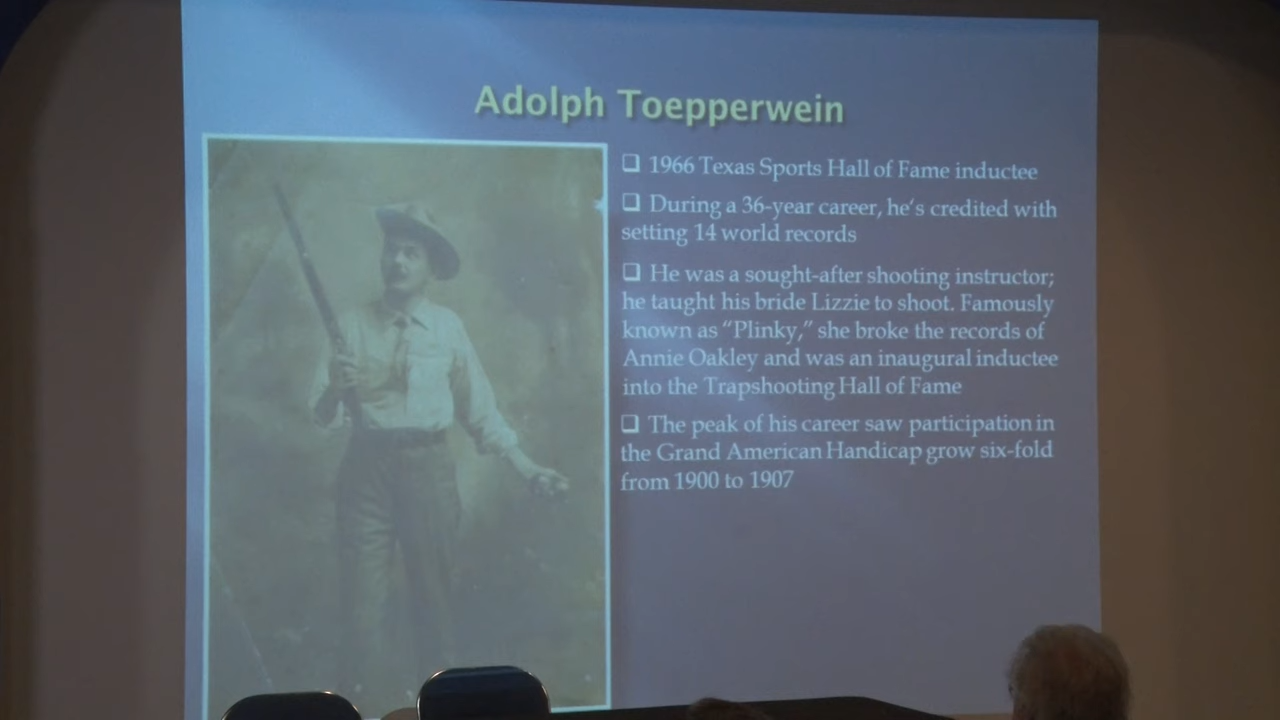 Adolph Toepperwein
❑ 1966 Texas Sports Hall of Fame inductee
❑ During a 36-year career, he's credited with
setting 14 world records
❑ He was a sought-after shooting instructor;
he taught his bride Lizzie to shoot. Famously
known as “Plinky,” she broke the records of
Annie Oakley and was an inaugural inductee
into the Trapshooting Hall of Fame
❑ The peak of his career saw participation in
the Grand American Handicap grow six-fold
from 1900 to 1907